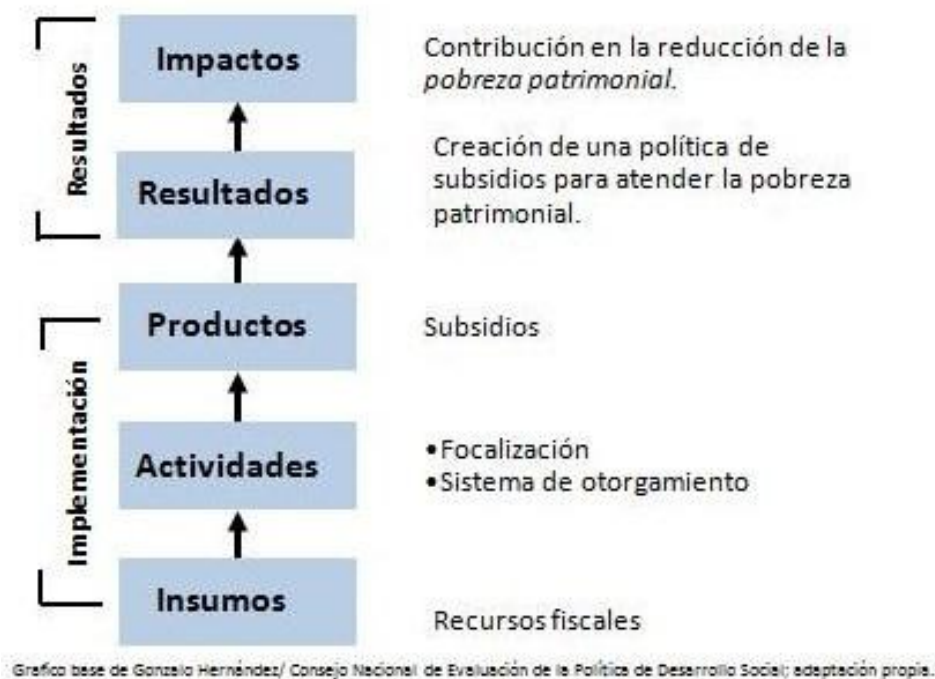 Resultados
Impactos
Contribución en la reducción de la
pobreza patrimonial.
Resultados
Creación de una política de
subsidios para atender la pobreza
patrimonial.
Implementación
Productos
Subsidios
Actividades
•Focalización
•Sistema de otorgamiento
Insumos
Recursos fiscales
Grafico base de Gonzalo Hernández/ Consejo Nacional de Evaluación de la Política de Desarrollo Social; adaptación propia.